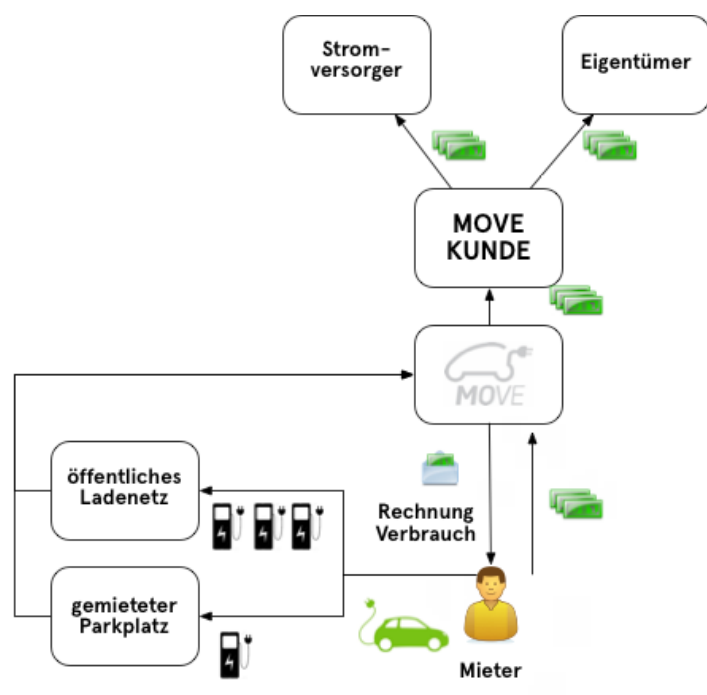 Strom-
versorger
Eigentümer
MOVE
KUNDE
MOVE
öffentliches
Ladenetz
Rechnung
Verbrauch
gemieteter
Parkplatz
Mieter